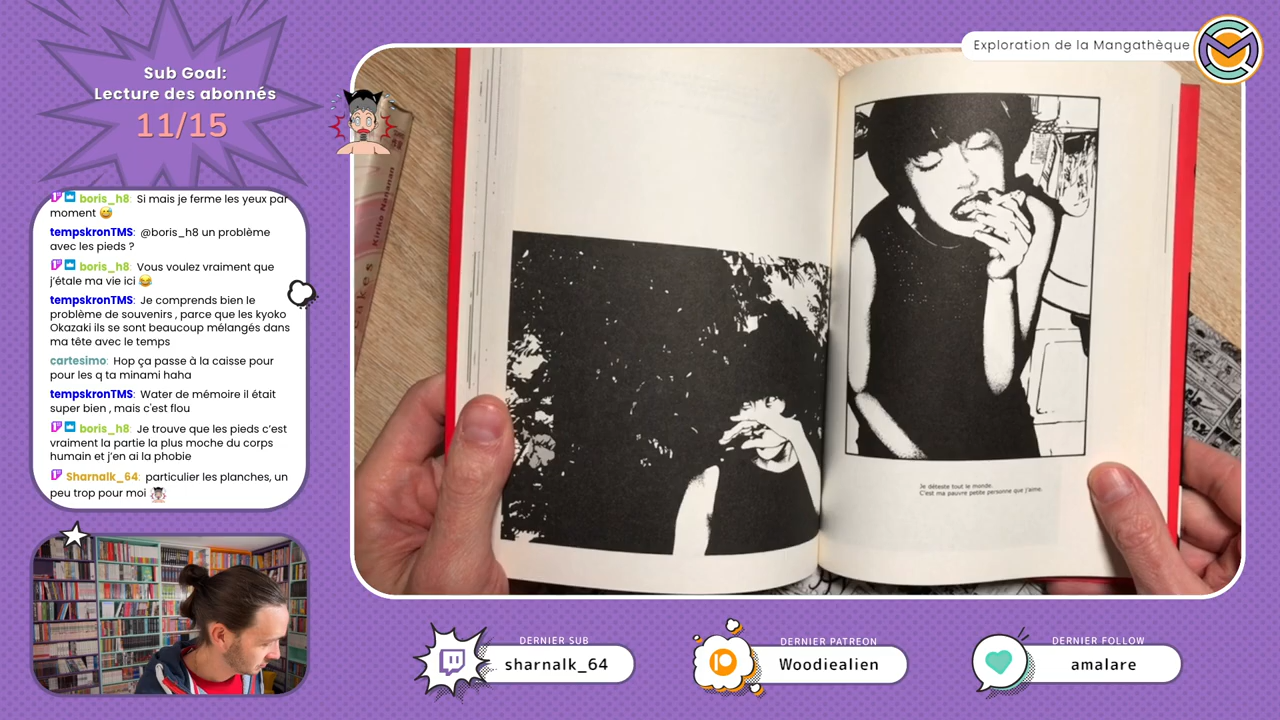 Sub Goal:
Lecture des abonnés
11/15
Exploration de la Mangathèque
boris_h8: Si mais je ferme les yeux par
moment
tempskronTMS: @boris_h8 un problème
avec les pieds ?
boris_h8: Vous voulez vraiment que
j'étale ma vie ici
tempskronTMS: Je comprends bien le
problème de souvenirs , parce que les kyoko
Okazaki ils se sont beaucoup mélangés dans
ma tête avec le temps
cartesimo: Hop ça passe à la caisse pour
pour les q ta minami haha
tempskronTMS: Water de mémoire il était
super bien , mais c'est flou
boris_h8: Je trouve que les pieds c'est
vraiment la partie la plus moche du corps
humain et j'en ai la phobie
Sharnalk_64: particulier les planches, un
peu trop pour moi
Kiriko Nananan
cakes
Je déteste tout le monde.
C'est ma pauvre petite personne que j'aime.
DERNIER SUB
sharnalk_64
DERNIER PATREON
Woodiealien
DERNIER FOLLOW
amalare